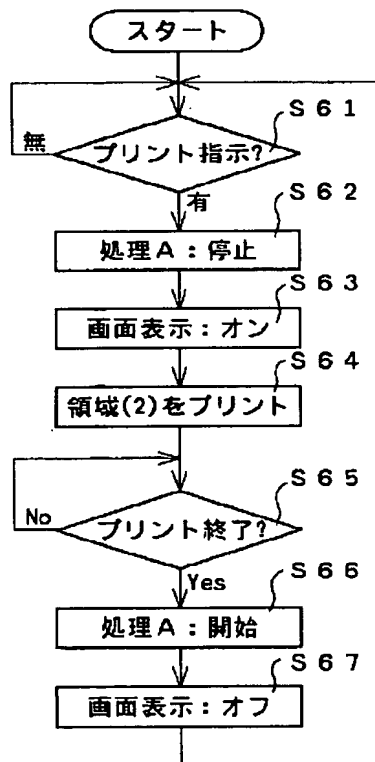 スタート
S61
プリント指示?
無
有
S62
処理A:停止
S63
画面表示:オン
S64
領域(2)をプリント
S65
プリント終了?
No
Yes
S66
処理A:開始
S67
画面表示:オフ